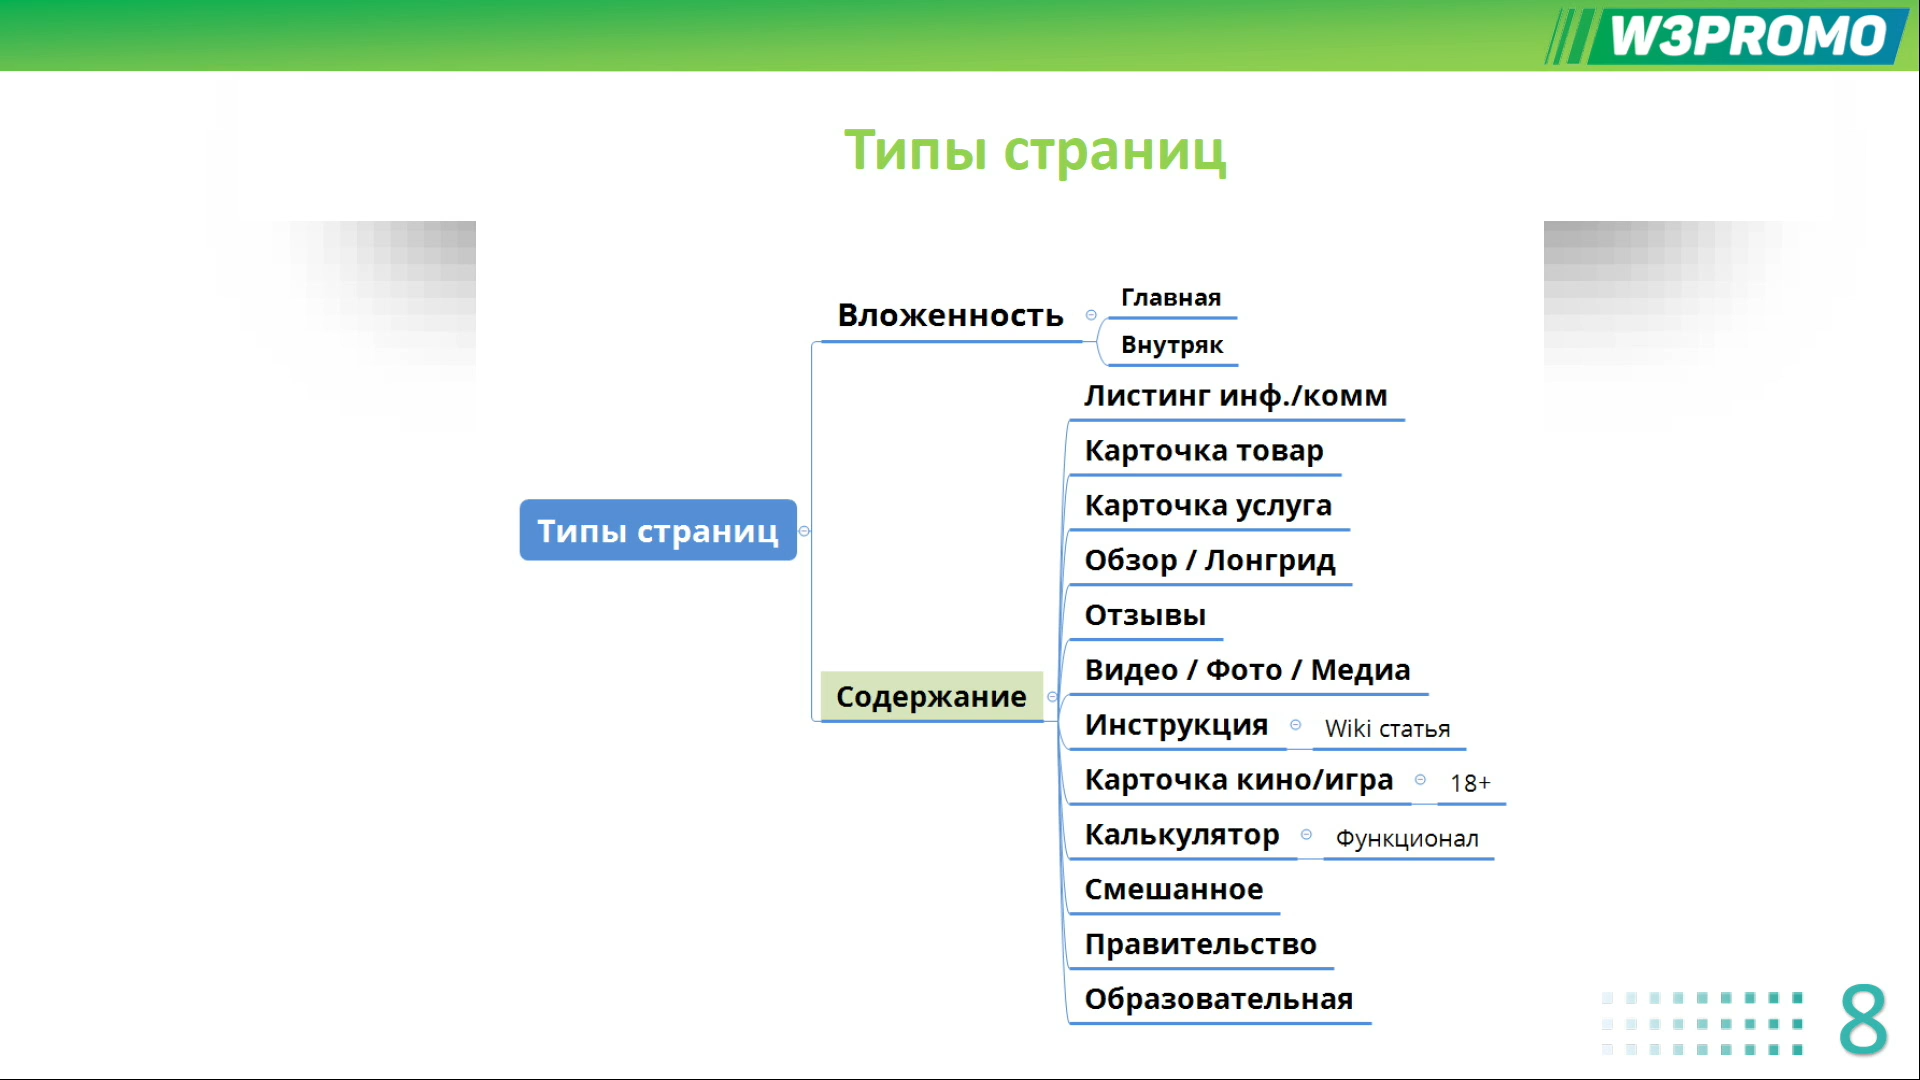 W3PROMO
Типы страниц
Вложенность
Главная
Внутряк
Типы страниц
Содержание
Листинг инф./комм
Карточка товар
Карточка услуга
Обзор / Лонгрид
Отзывы
Видео / Фото / Медиа
Инструкция
Wiki статья
Карточка кино/игра
18+
Калькулятор
Функционал
Смешанное
Правительство
Образовательная
8